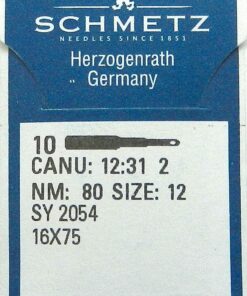 SCHMETZ
NEEDLES SINCE 1851
Herzogenrath
Germany
10
CANU: 12:31 2
NM: 80 SIZE: 12
SY 2054
16X75